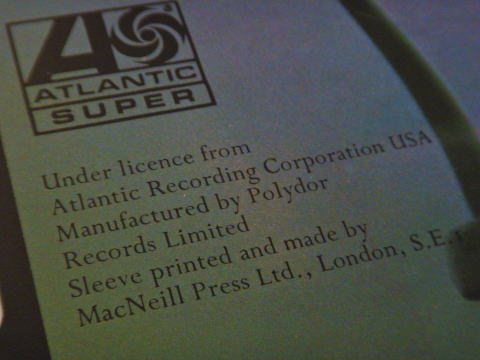 A
ATLANTIC
SUPER
Under licence from
Atlantic Recording Corporation USA
Manufactured by Polydor
Records Limited
Sleeve printed and made by
MacNeill Press Ltd., London, S.E.1